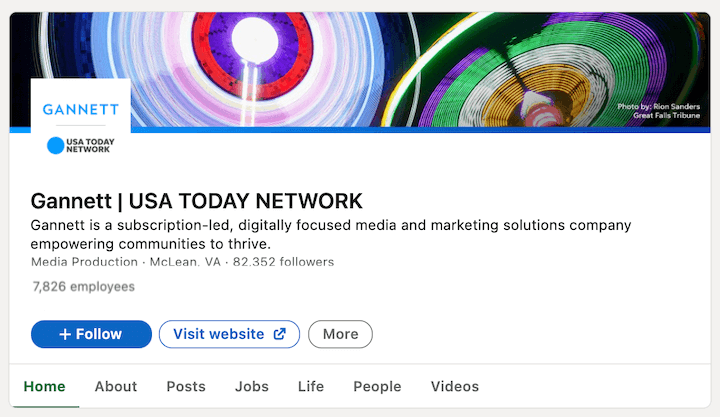 Photo by: Rion Sanders
Great Falls Tribune
GANNETT
USA TODAY
NETWORK
Gannett | USA TODAY NETWORK
Gannett is a subscription-led, digitally focused media and marketing solutions company
empowering communities to thrive.
Media Production · McLean, VA · 82,352 followers
7,826 employees
+ Follow
Visit website
More
Home
About
Posts
Jobs
Life
People
Videos